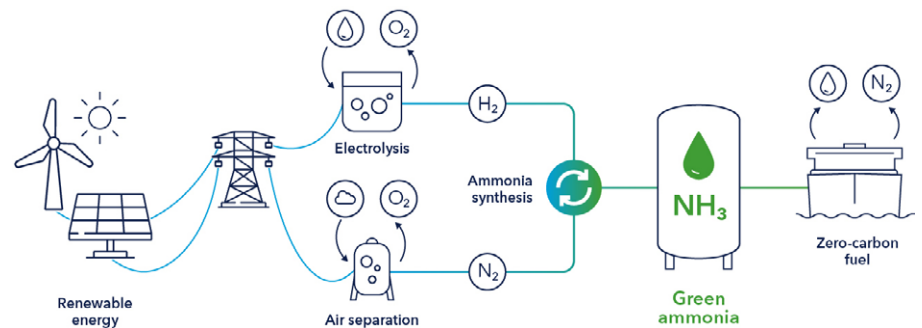 Renewable
energy
O₂
Electrolysis
H₂
O₂
Air separation
N₂
Ammonia
synthesis
NH₃
Green
ammonia
N₂
Zero-carbon
fuel